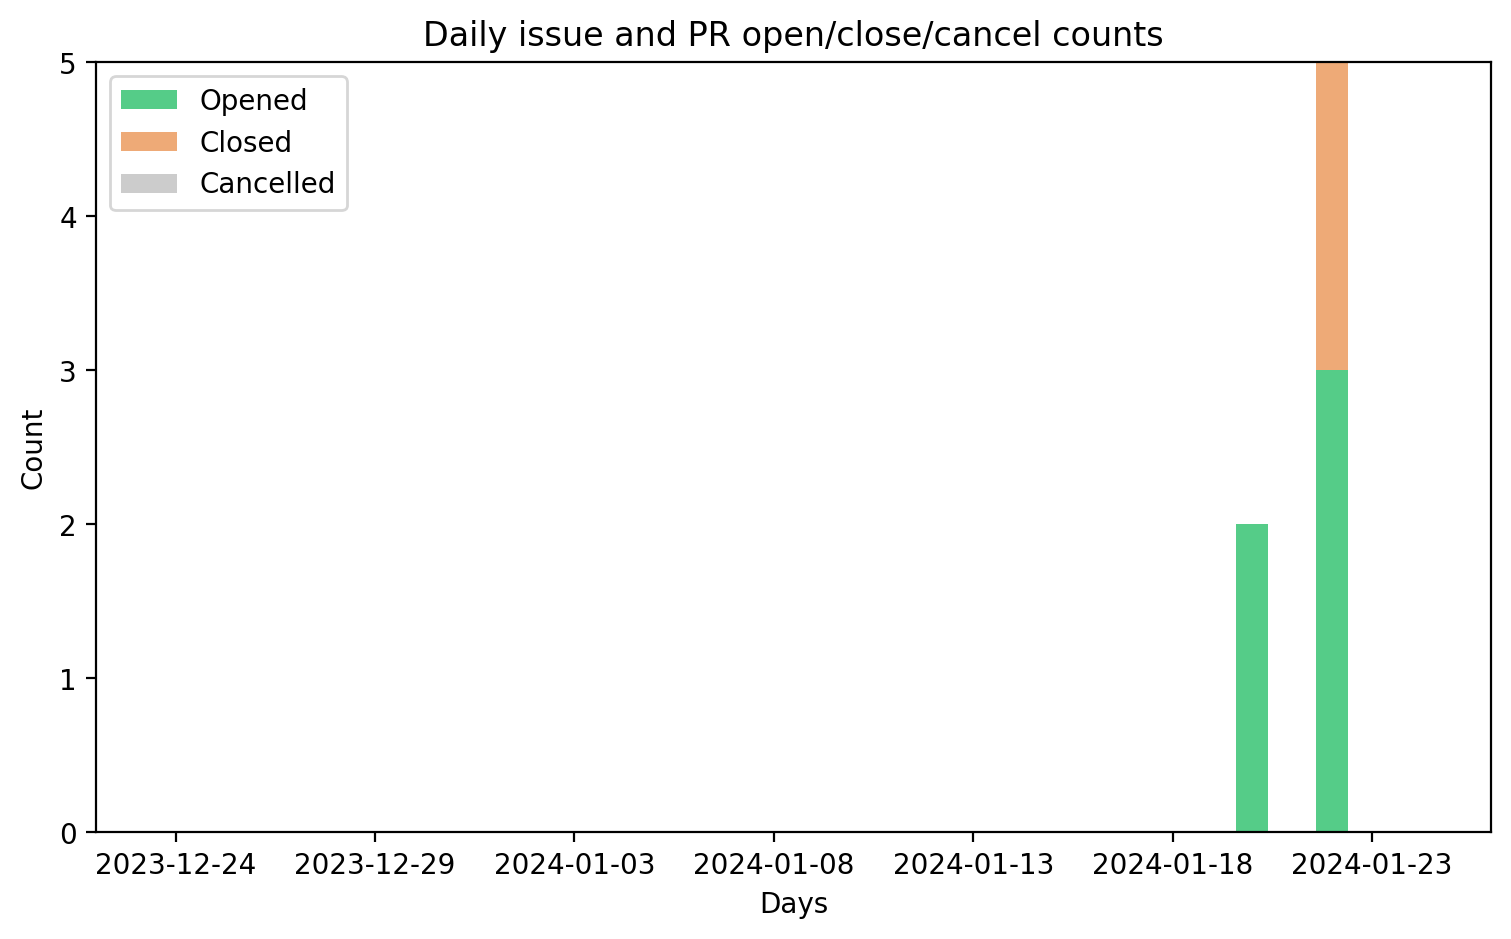 Daily issue and PR open/close/cancel counts
5
Opened
Closed
Cancelled
4
3
Count
2
1
0
2023-12-24 2023-12-29 2024-01-03 2024-01-08 2024-01-13 2024-01-18 2024-01-23
Days